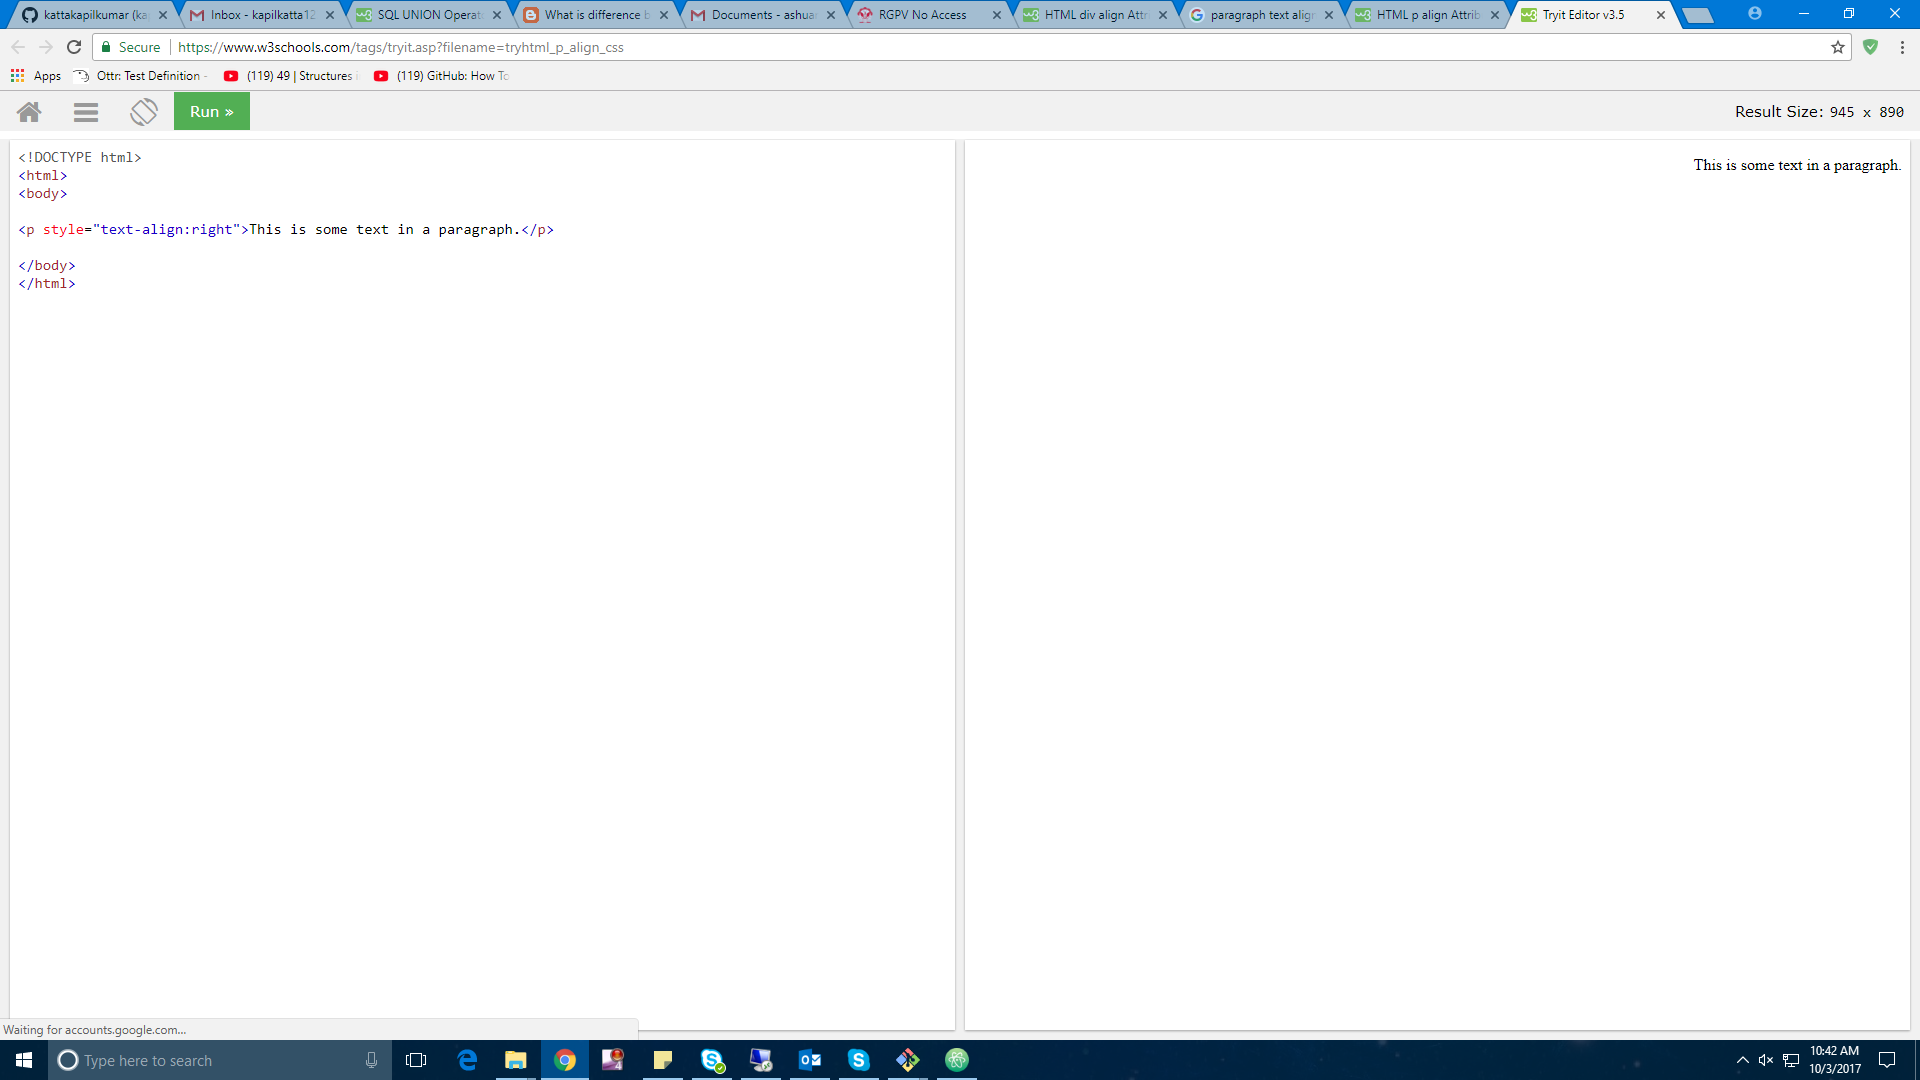 kattakapilkumar (ka
Inbox - kapilkatta12
SQL UNION Operat
What is difference b
Documents - ashua
RGPV No Access
HTML div align Attr
paragraph text align
HTML p align Attrib
Tryit Editor v3.5
Secure
https://www.w3schools.com/tags/tryit.asp?filename=tryhtml_p_align_css
Apps
Ottr: Test Definition -
(119) 49 | Structures i
(119) GitHub: How To
Run »
Result Size: 945 x 890
<!DOCTYPE html>
<html>
<body>
<p style="text-align:right">This is some text in a paragraph.</p>
</body>
</html>
This is some text in a paragraph.
Waiting for accounts.google.com...
Type here to search
10:42 AM
10/3/2017